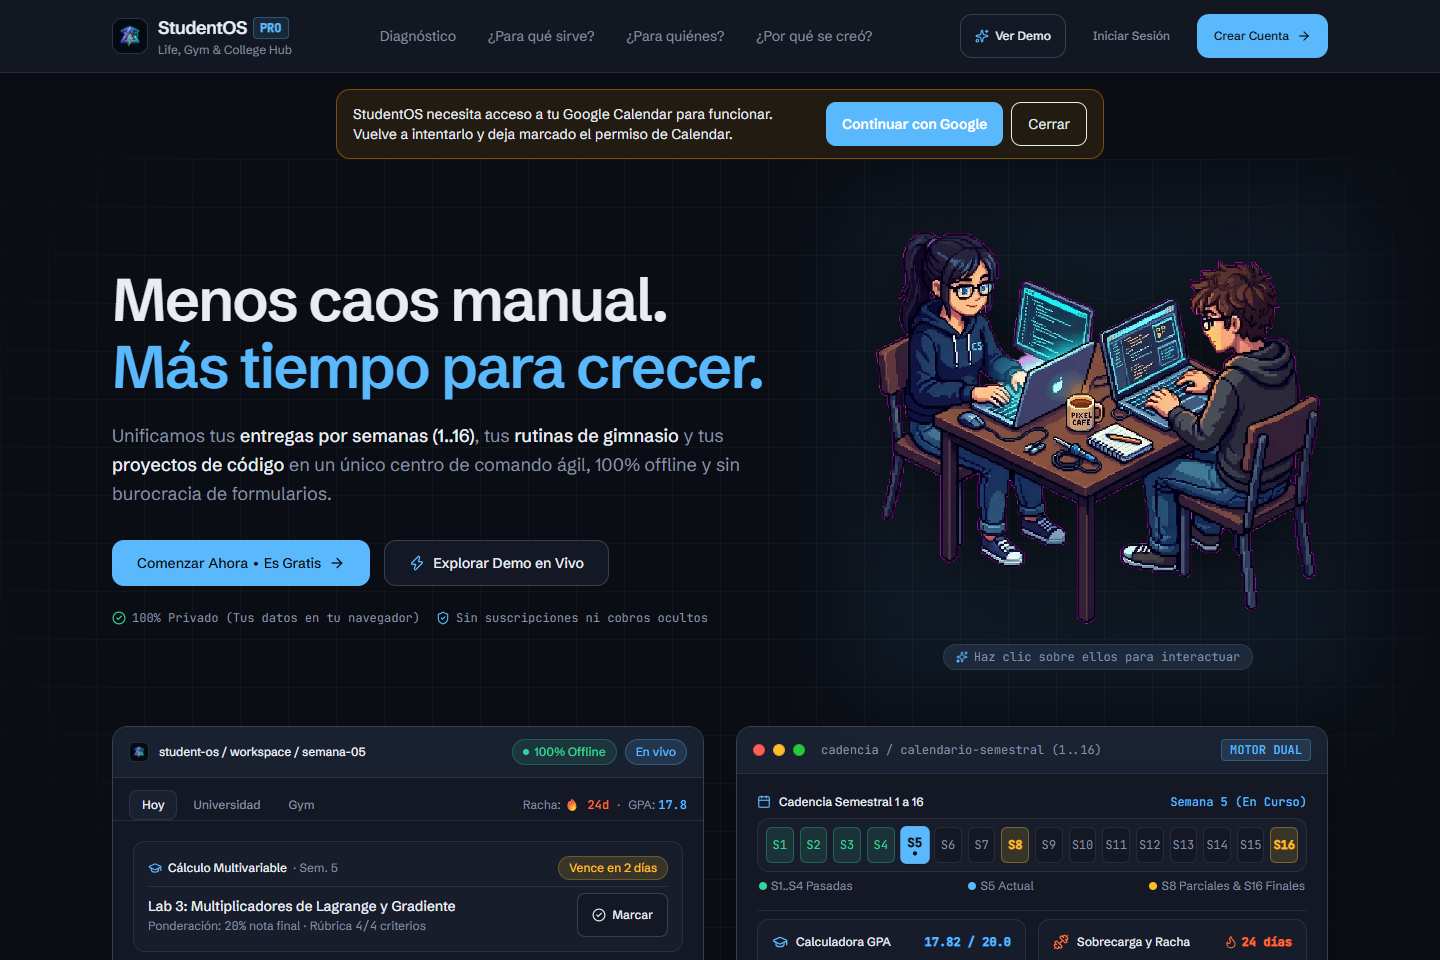 StudentOS PRO
Life, Gym & College Hub
Diagnóstico
¿Para qué sirve?
¿Para quiénes?
¿Por qué se creó?
Ver Demo
Iniciar Sesión
Crear Cuenta
StudentOS necesita acceso a tu Google Calendar para funcionar.
Vuelve a intentarlo y deja marcado el permiso de Calendar.
Continuar con Google
Cerrar
Menos caos manual.
Más tiempo para crecer.
Unificamos tus entregas por semanas (1..16), tus rutinas de gimnasio y tus
proyectos de código en un único centro de comando ágil, 100% offline y sin
burocracia de formularios.
Comenzar Ahora • Es Gratis
Explorar Demo en Vivo
100% Privado (Tus datos en tu navegador)
Sin suscripciones ni cobros ocultos
CS
PIXEL
CAFÉ
Haz clic sobre ellos para interactuar
student-os / workspace / semana-05
100% Offline
En vivo
Hoy
Universidad
Gym
Racha: 24d · GPA: 17.8
Cálculo Multivariable · Sem. 5
Vence en 2 días
Lab 3: Multiplicadores de Lagrange y Gradiente
Ponderación: 20% nota final · Rúbrica 4/4 criterios
Marcar
cadencia / calendario-semestral (1..16)
MOTOR DUAL
Cadencia Semestral 1 a 16
Semana 5 (En Curso)
S1 S2 S3 S4 S5 S6 S7 S8 S9 S10 S11 S12 S13 S14 S15 S16
S1..S4 Pasadas
S5 Actual
S8 Parciales & S16 Finales
Calculadora GPA
17.82 / 20.0
Sobrecarga y Racha
24 días